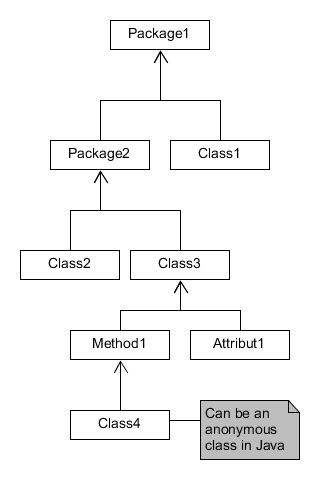 Package1
Package2
Class1
Class2
Class3
Method1
Attribut1
Class4
Can be an
anonymous
class in Java